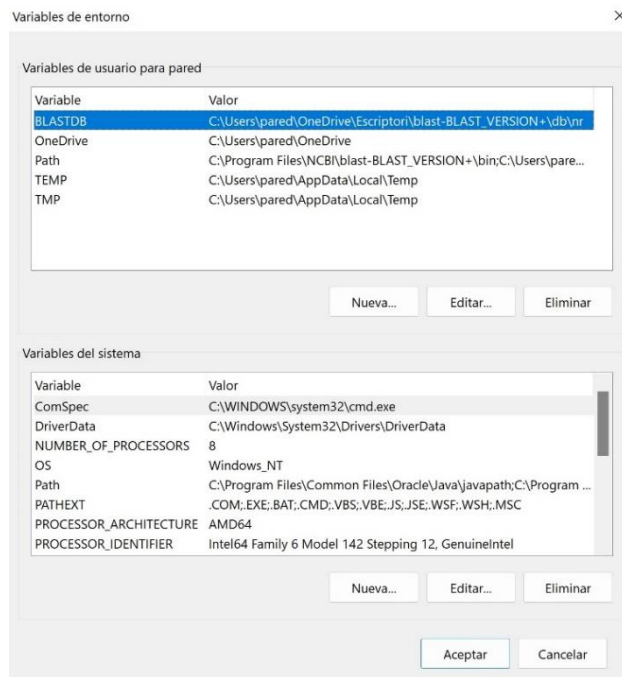 Variables de entorno
Variables de usuario para pared
Variable Valor
BLASTDB C:\Users\pared\OneDrive\Escriptori\blast-BLAST_VERSION+\db\nr
OneDrive C:\Users\pared\OneDrive
Path C:\Program Files\NCBI\blast-BLAST_VERSION+\bin;C:\Users\pare...
TEMP C:\Users\pared\AppData\Local\Temp
TMP C:\Users\pared\AppData\Local\Temp
Nueva... Editar... Eliminar
Variables del sistema
Variable Valor
ComSpec C:\WINDOWS\system32\cmd.exe
DriverData C:\Windows\System32\Drivers\DriverData
NUMBER_OF_PROCESSORS 8
OS Windows_NT
Path C:\Program Files\Common Files\Oracle\Java\javapath;C:\Program ...
PATHEXT .COM;.EXE;.BAT;.CMD;.VBS;.VBE;.JS;.JSE;.WSF;.WSH;.MSC
PROCESSOR_ARCHITECTURE AMD64
PROCESSOR_IDENTIFIER Intel64 Family 6 Model 142 Stepping 12, GenuineIntel
Nueva... Editar... Eliminar
Aceptar Cancelar